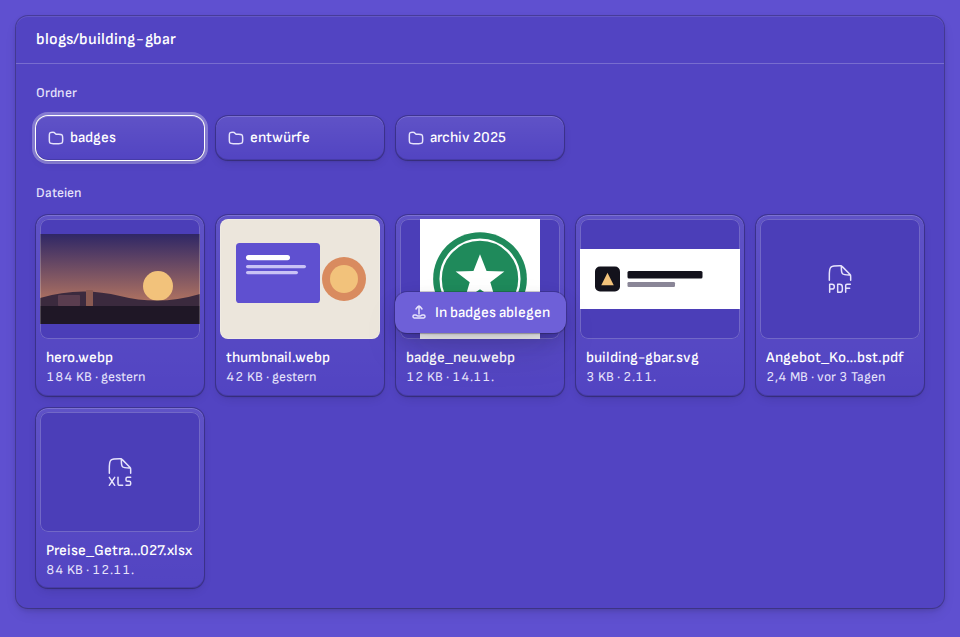 blogs/building-gbar
Ordner
badges
entwürfe
archiv 2025
Dateien
In badges ablegen
hero.webp
184 KB · gestern
thumbnail.webp
42 KB · gestern
badge_neu.webp
12 KB · 14.11.
building-gbar.svg
3 KB · 2.11.
PDF
Angebot_Ko...bst.pdf
2,4 MB · vor 3 Tagen
XLS
Preise_Getra...027.xlsx
84 KB · 12.11.